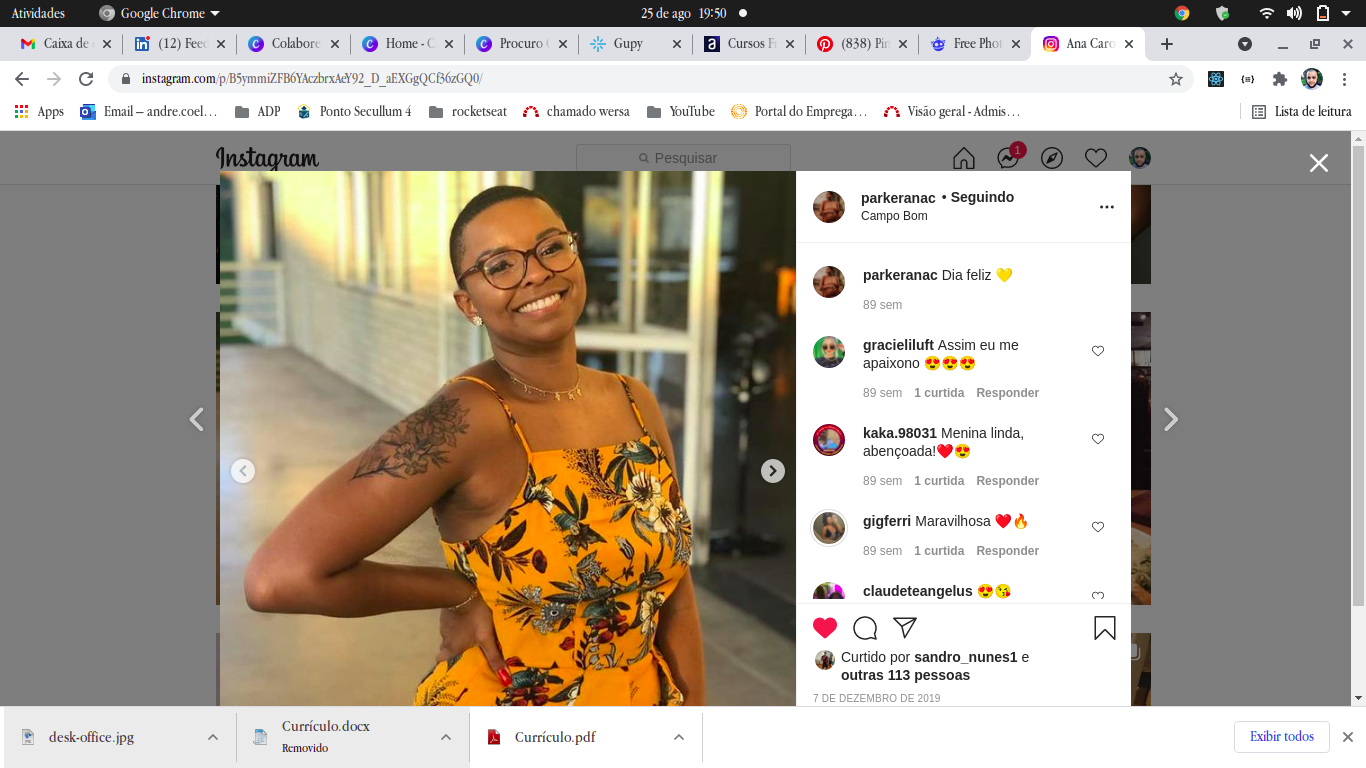 Atividades
Google Chrome
25 de ago 19:50
Caixa de
(12) Feed
Colabore
Home - C
Procuro
Gupy
Cursos F
(838) Pin
Free Phot
Ana Caro
instagram.com/p/B5ymmiZFB6YAczbrxAeY92_D_aEXGgQCf36zGQ0/
Apps
Email — andre.coel…
ADP
Ponto Secullum 4
rocketseat
chamado wersa
YouTube
Portal do Emprega…
Visão geral - Admis…
Lista de leitura
Instagram
Pesquisar
1
parkeranac • Seguindo
Campo Bom
parkeranac Dia feliz 💛
89 sem
gracieliluft Assim eu me
apaixono 😍😍😍
89 sem 1 curtida Responder
kaka.98031 Menina linda,
abençoada!❤️😍
89 sem 1 curtida Responder
gigferri Maravilhosa ❤️🔥
89 sem 1 curtida Responder
claudeteangelus 😍😘
Curtido por sandro_nunes1 e
outras 113 pessoas
7 DE DEZEMBRO DE 2019
desk-office.jpg
Currículo.docx
Removido
Currículo.pdf
Exibir todos